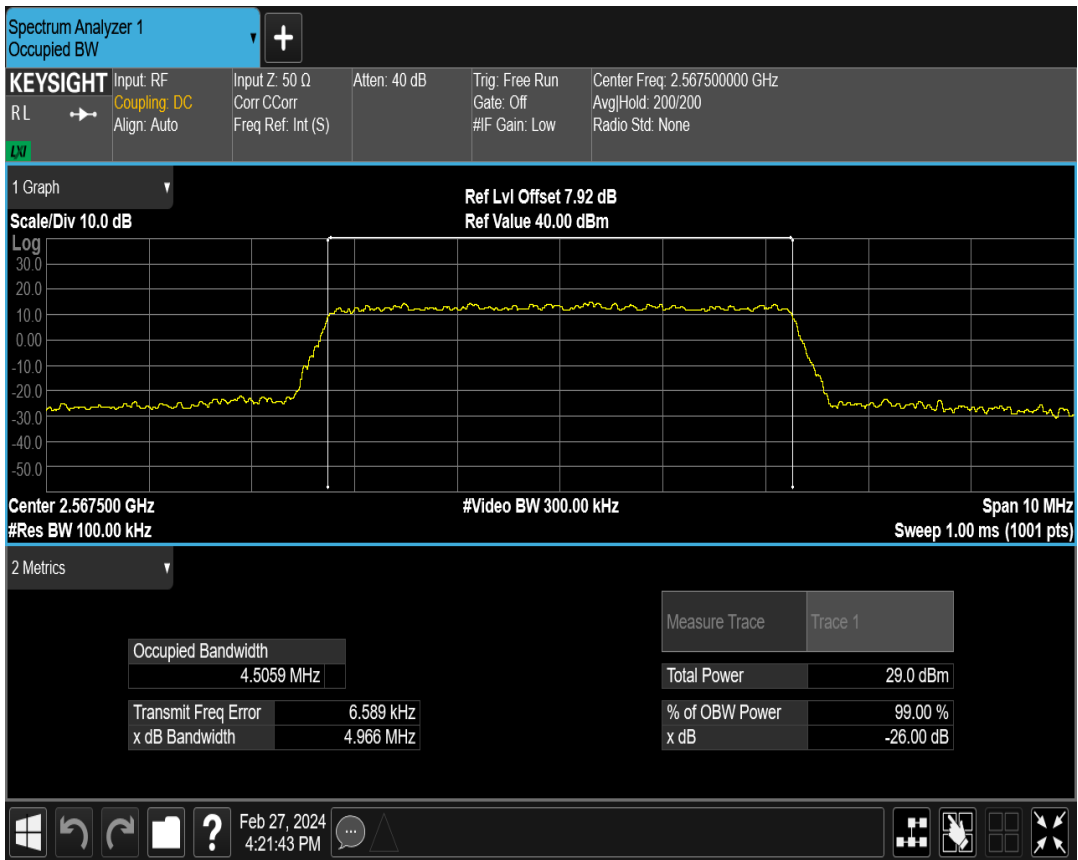 Spectrum Analyzer 1
Occupied BW
KEYSIGHT
RL
LXI
Input: RF
Coupling: DC
Align: Auto
Input Z: 50 Ω
Corr CCorr
Freq Ref: Int (S)
Atten: 40 dB
Trig: Free Run
Gate: Off
#IF Gain: Low
Center Freq: 2.567500000 GHz
Avg|Hold: 200/200
Radio Std: None
1 Graph
Scale/Div 10.0 dB
Ref Lvl Offset 7.92 dB
Ref Value 40.00 dBm
Log
30.0
20.0
10.0
0.00
-10.0
-20.0
-30.0
-40.0
-50.0
Center 2.567500 GHz
#Video BW 300.00 kHz
Span 10 MHz
#Res BW 100.00 kHz
Sweep 1.00 ms (1001 pts)
2 Metrics
Occupied Bandwidth
4.5059 MHz
Transmit Freq Error 6.589 kHz
x dB Bandwidth 4.966 MHz
Measure Trace Trace 1
Total Power 29.0 dBm
% of OBW Power 99.00 %
x dB -26.00 dB
?
Feb 27, 2024
4:21:43 PM